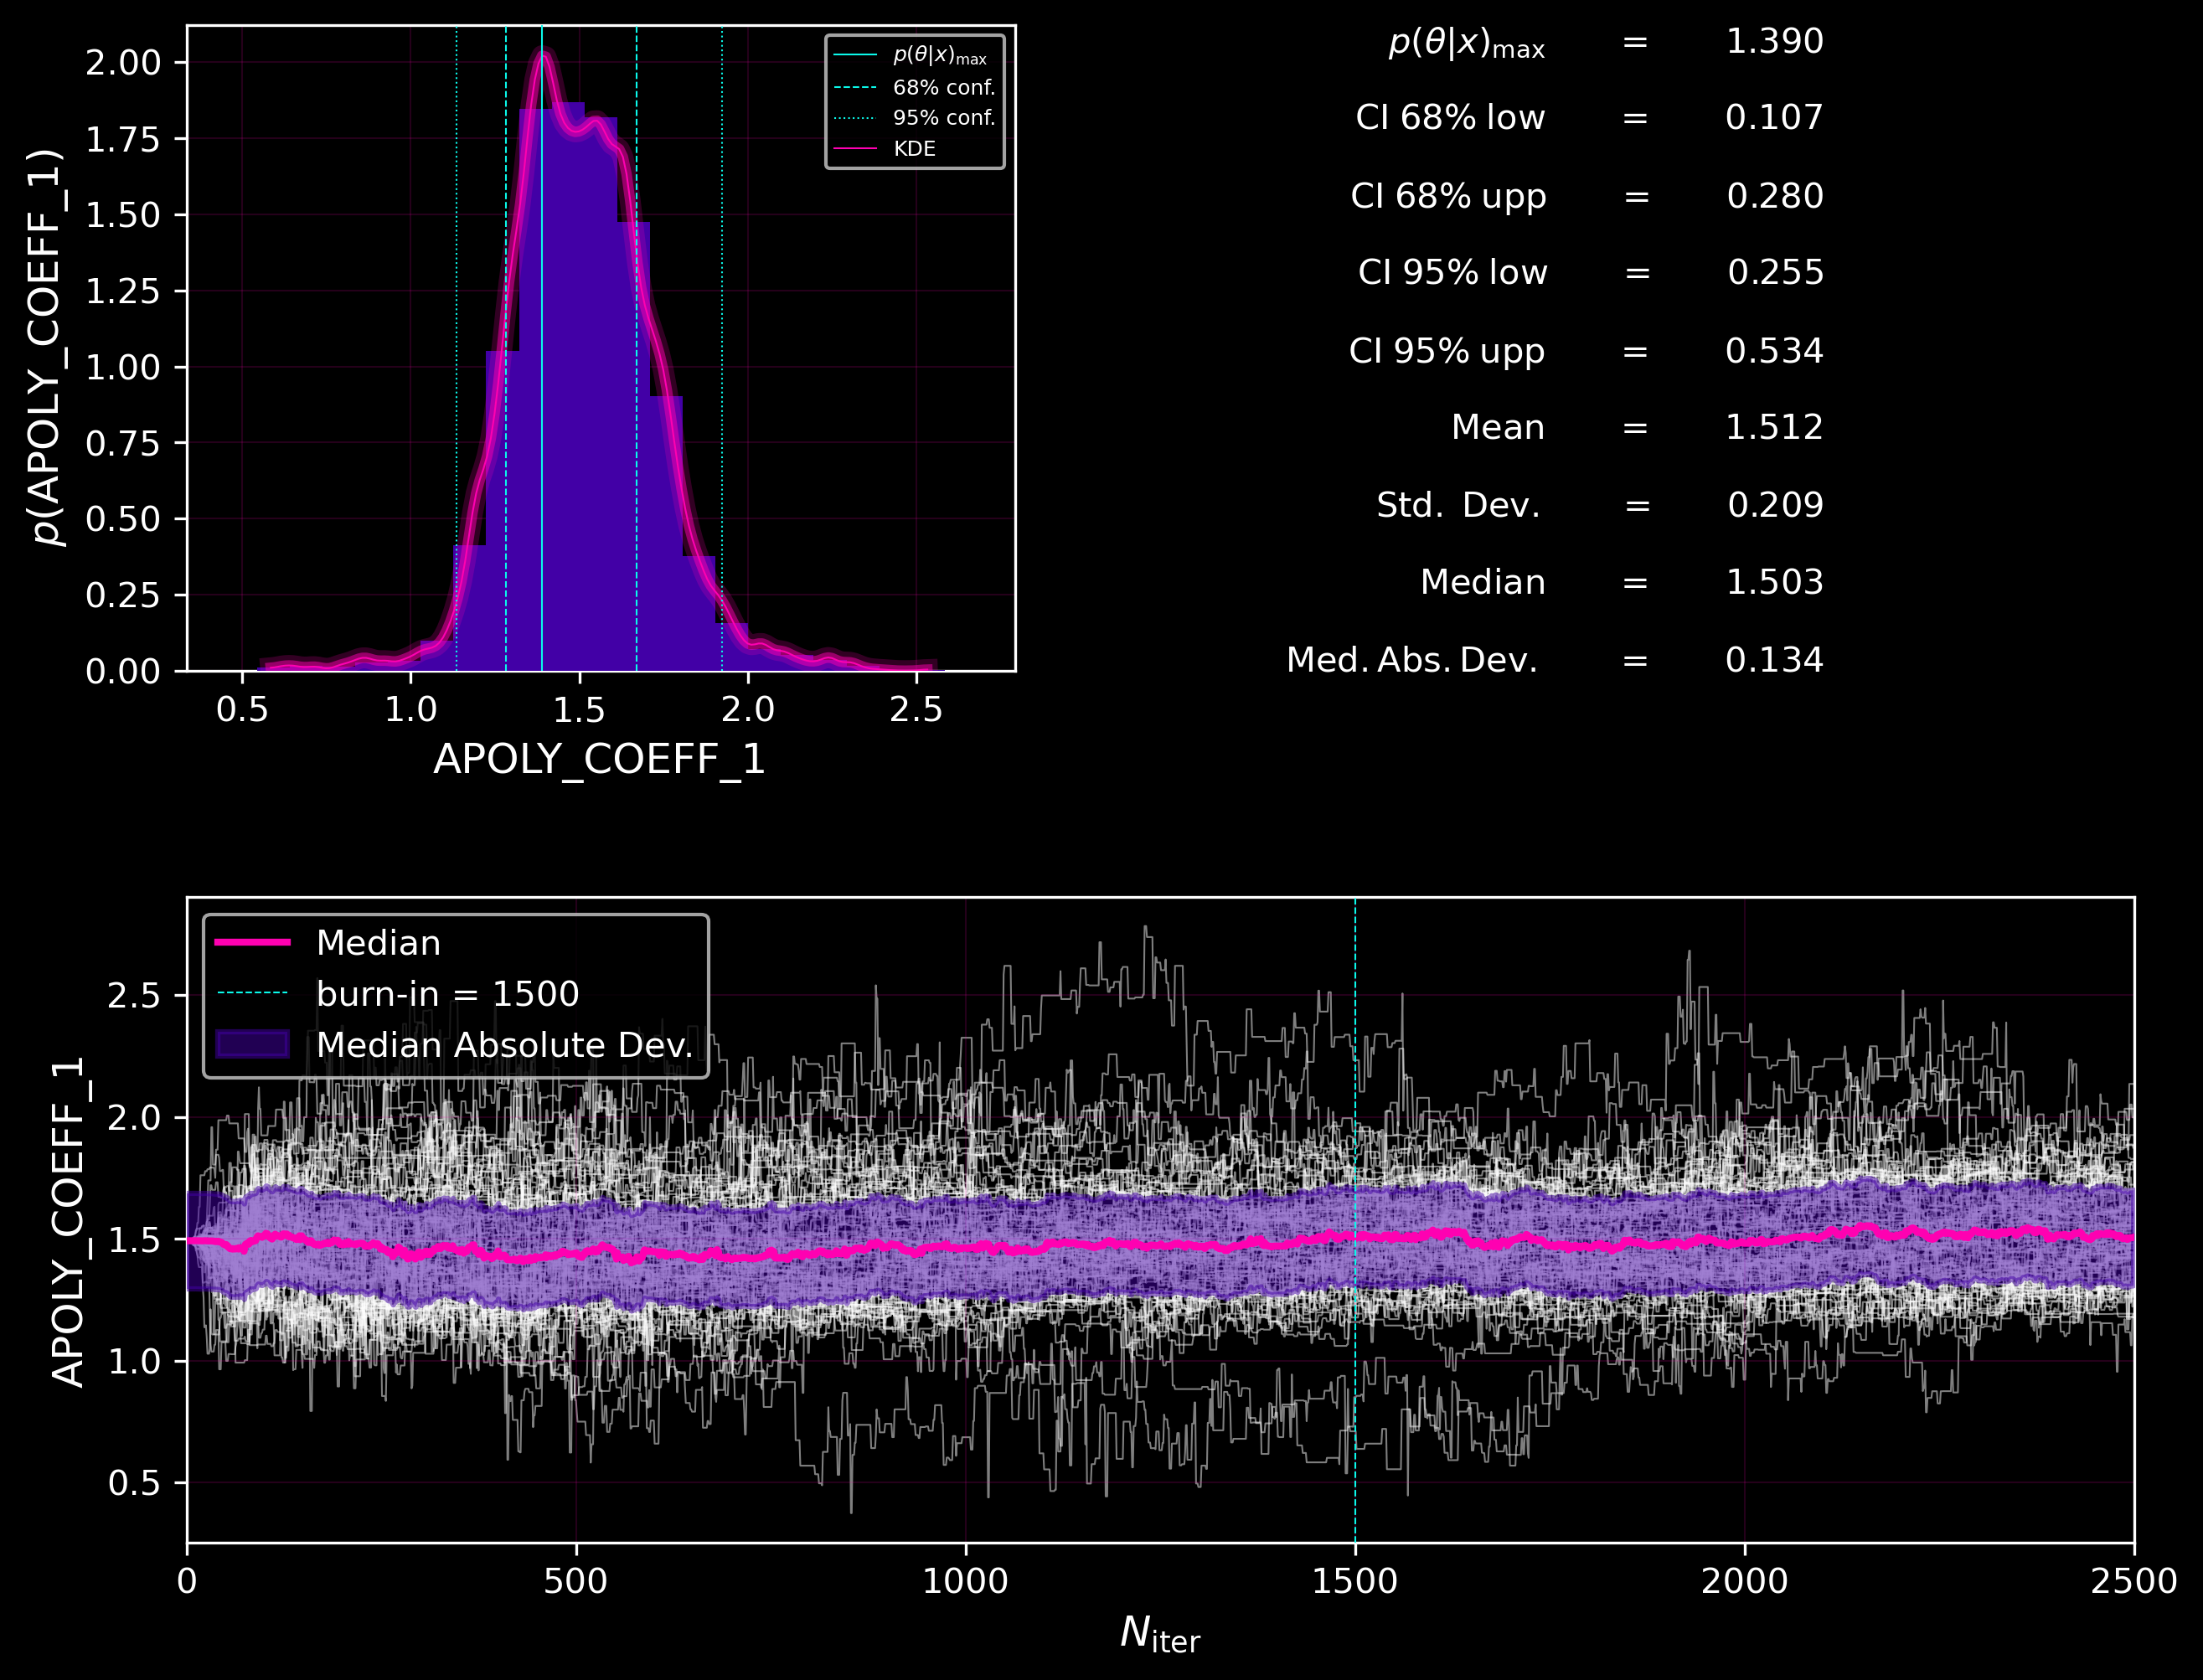 2.00
1.75
1.50
1.25
1.00
0.75
0.50
0.25
0.00
p(APOLY_COEFF_1)
0.5 1.0 1.5 2.0 2.5
APOLY_COEFF_1
p(θ|x)max
68% conf.
95% conf.
KDE
p(θ|x)max = 1.390
CI 68% low = 0.107
CI 68% upp = 0.280
CI 95% low = 0.255
CI 95% upp = 0.534
Mean = 1.512
Std. Dev. = 0.209
Median = 1.503
Med. Abs. Dev. = 0.134
Median
burn-in = 1500
Median Absolute Dev.
2.5
2.0
1.5
1.0
0.5
APOLY_COEFF_1
0 500 1000 1500 2000 2500
Niter